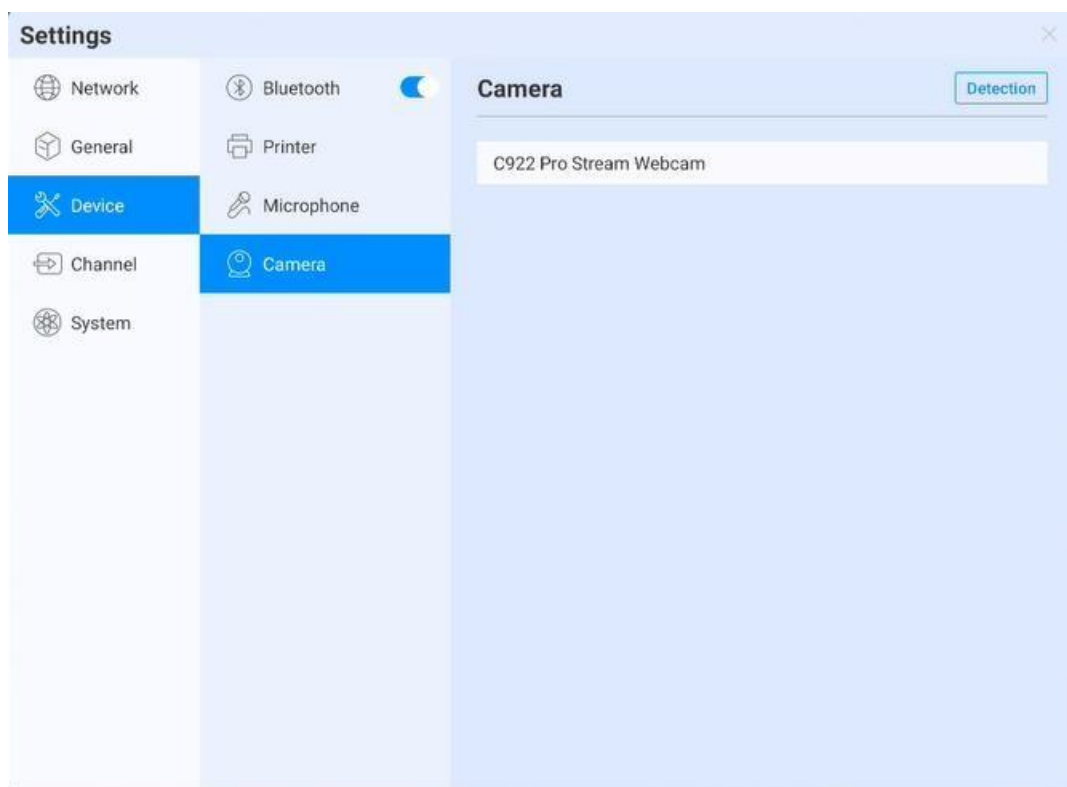 Settings
Network
General
Device
Channel
System
Bluetooth
Printer
Microphone
Camera
Camera
Detection
C922 Pro Stream Webcam